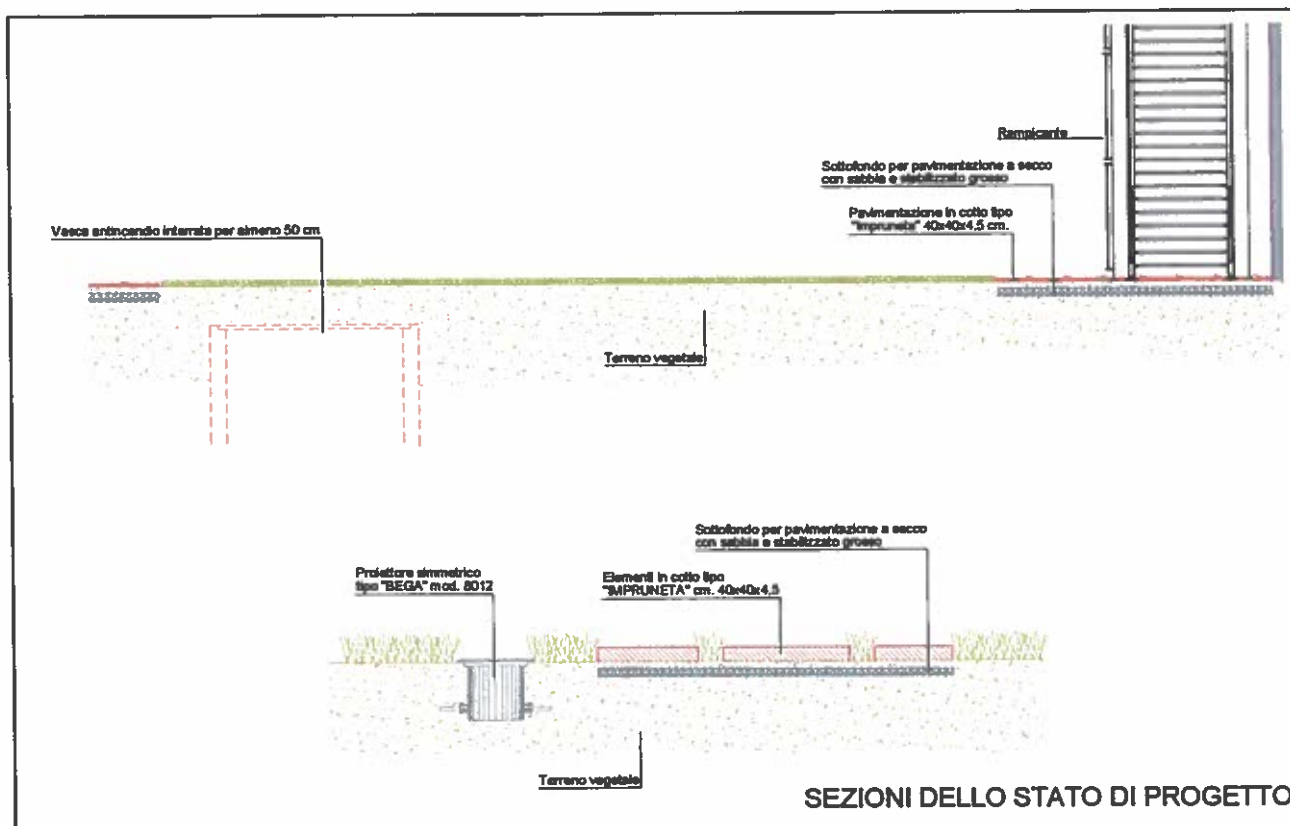 Rampicante
Sottofondo per pavimentazione a secco
con sabbia e stabilizzato grosso
Pavimentazione in cotto tipo
"Impruneta" 40x40x4,5 cm.
Vasca antincendio interrata per almeno 50 cm
Terreno vegetale
Sottofondo per pavimentazione a secco
con sabbia e stabilizzato grosso
Proiettore simmetrico
tipo "BEGA" mod. 8012
Elementi in cotto tipo
"IMPRUNETA" cm. 40x40x4,5
Terreno vegetale
SEZIONI DELLO STATO DI PROGETTO